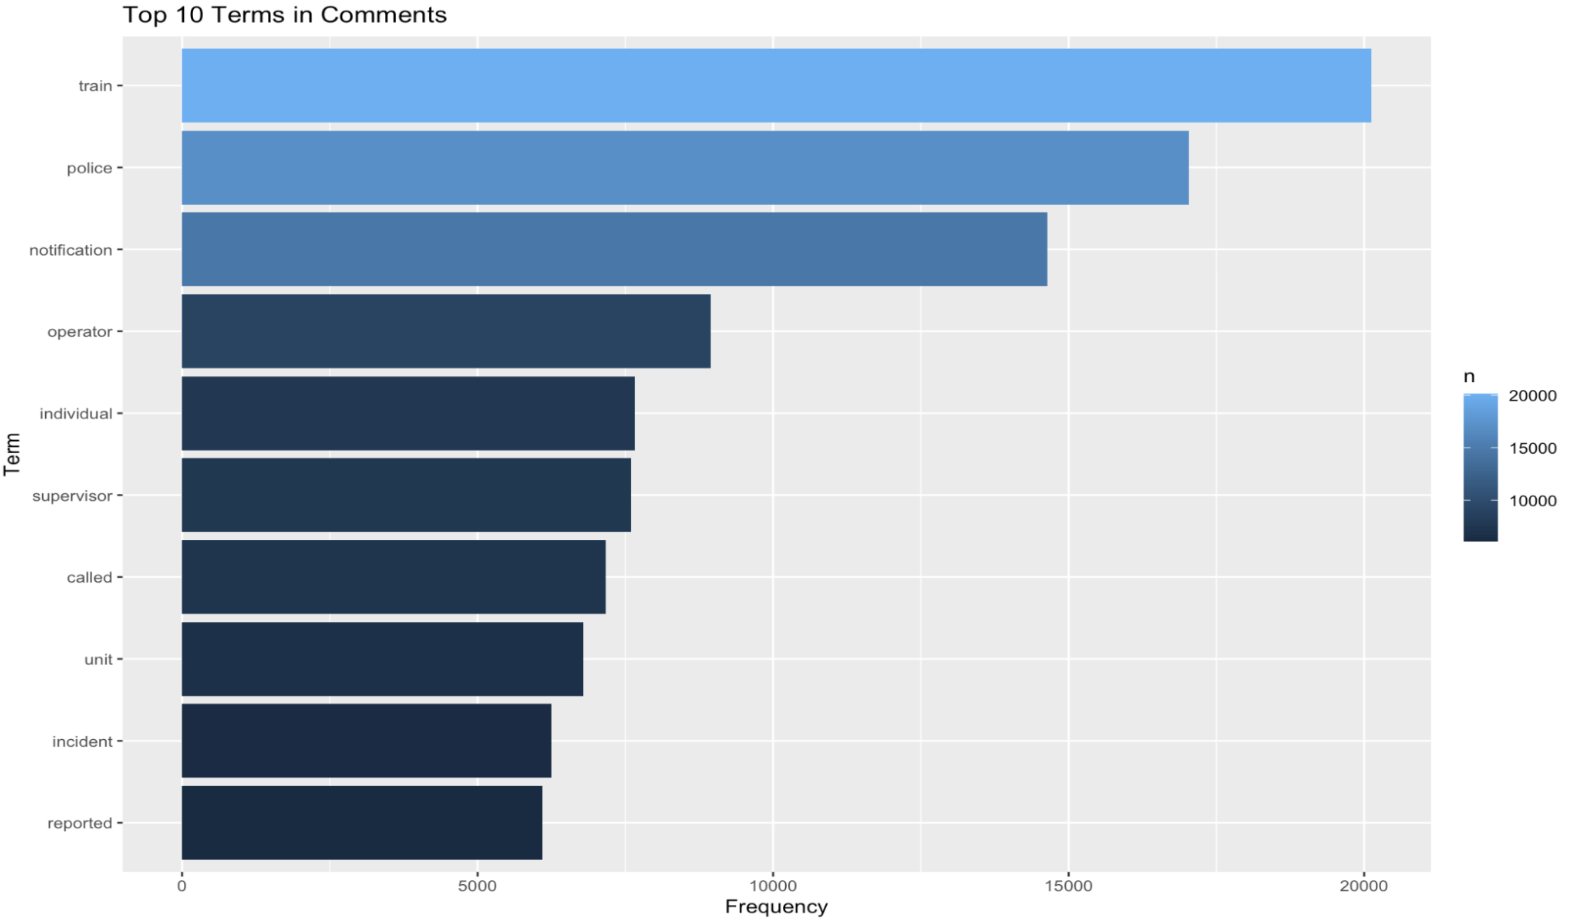 Top 10 Terms in Comments
train
police
notification
operator
individual
supervisor
called
unit
incident
reported
Term
0 5000 10000 15000 20000
Frequency
n
20000
15000
10000